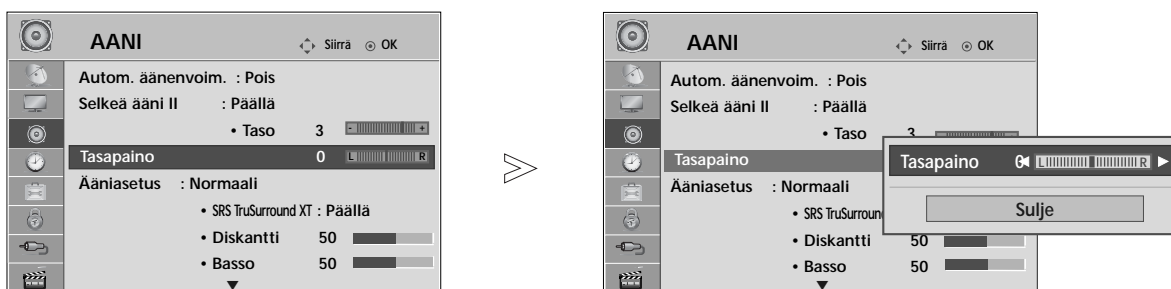 AANI
Siirrä OK
Autom. äänenvoim. : Pois
Selkeä ääni II : Päällä
• Taso 3 - +
Tasapaino 0 L R
Ääniasetus : Normaali
• SRS TruSurround XT : Päällä
• Diskantti 50
• Basso 50
AANI
Siirrä OK
Autom. äänenvoim. : Pois
Selkeä ääni II : Päällä
• Taso 3
Tasapaino
Ääniasetus : Normaali
• SRS TruSurroun
• Diskantti 50
• Basso 50
Tasapaino 0 L R
Sulje